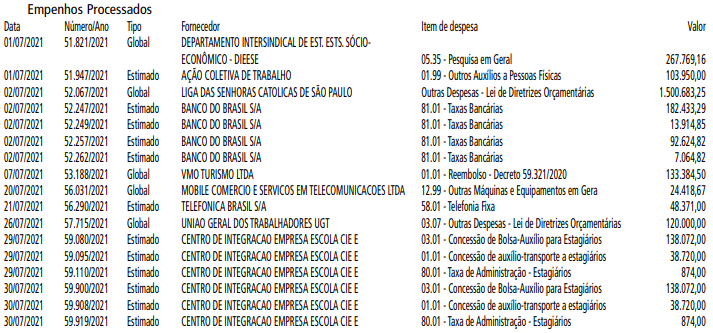 Empenhos Processados
Data Número/Ano Tipo Fornecedor Item de despesa Valor
01/07/2021 51.821/2021 Global DEPARTAMENTO INTERSINDICAL DE EST. ESTS. SÓCIO-
ECONÔMICO - DIEESE 05.35 - Pesquisa em Geral 267.769,16
01/07/2021 51.947/2021 Estimado AÇÃO COLETIVA DE TRABALHO 01.99 - Outros Auxílios a Pessoas Físicas 103.950,00
02/07/2021 52.067/2021 Global LIGA DAS SENHORAS CATOLICAS DE SÃO PAULO Outras Despesas - Lei de Diretrizes Orçamentárias 1.500.683,25
02/07/2021 52.247/2021 Estimado BANCO DO BRASIL S/A 81.01 - Taxas Bancárias 182.433,29
02/07/2021 52.249/2021 Estimado BANCO DO BRASIL S/A 81.01 - Taxas Bancárias 13.914,85
02/07/2021 52.257/2021 Estimado BANCO DO BRASIL S/A 81.01 - Taxas Bancárias 92.624,82
02/07/2021 52.262/2021 Estimado BANCO DO BRASIL S/A 81.01 - Taxas Bancárias 7.064,82
07/07/2021 53.188/2021 Global VMO TURISMO LTDA 01.01 - Reembolso - Decreto 59.321/2020 133.384,50
20/07/2021 56.031/2021 Global MOBILE COMERCIO E SERVICOS EM TELECOMUNICACOES LTDA 12.99 - Outras Máquinas e Equipamentos em Gera 24.418,67
21/07/2021 56.290/2021 Estimado TELEFONICA BRASIL S/A 58.01 - Telefonia Fixa 48.371,00
26/07/2021 57.715/2021 Global UNIAO GERAL DOS TRABALHADORES UGT 03.07 - Outras Despesas - Lei de Diretrizes Orçamentárias 120.000,00
29/07/2021 59.080/2021 Estimado CENTRO DE INTEGRACAO EMPRESA ESCOLA CIE E 03.01 - Concessão de Bolsa-Auxílio para Estagiários 138.072,00
29/07/2021 59.095/2021 Estimado CENTRO DE INTEGRACAO EMPRESA ESCOLA CIE E 01.01 - Concessão de auxílio-transporte a estagiários 38.720,00
29/07/2021 59.110/2021 Estimado CENTRO DE INTEGRACAO EMPRESA ESCOLA CIE E 80.01 - Taxa de Administração - Estagiários 874,00
30/07/2021 59.900/2021 Estimado CENTRO DE INTEGRACAO EMPRESA ESCOLA CIE E 03.01 - Concessão de Bolsa-Auxílio para Estagiários 138.072,00
30/07/2021 59.908/2021 Estimado CENTRO DE INTEGRACAO EMPRESA ESCOLA CIE E 01.01 - Concessão de auxílio-transporte a estagiários 38.720,00
30/07/2021 59.919/2021 Estimado CENTRO DE INTEGRACAO EMPRESA ESCOLA CIE E 80.01 - Taxa de Administração - Estagiários 874,00